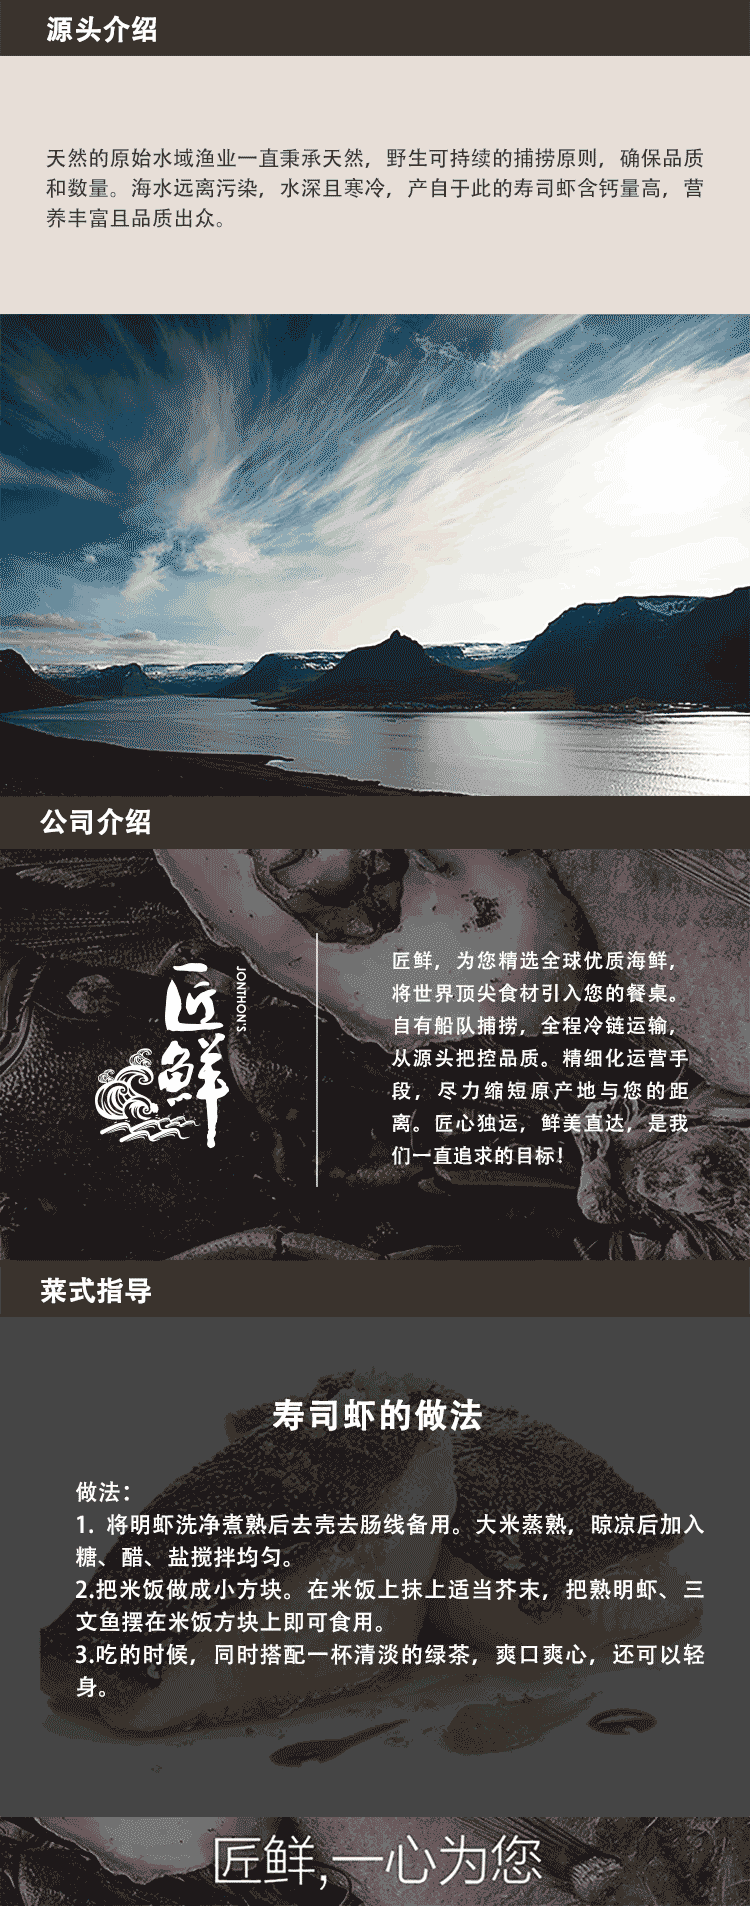 源头介绍
天然的原始水域渔业一直秉承天然，野生可持续的捕捞原则，确保品质
和数量。海水远离污染，水深且寒冷，产自于此的寿司虾含钙量高，营
养丰富且品质出众。
公司介绍
匠鲜
JONTHON'S
匠鲜，为您精选全球优质海鲜，
将世界顶尖食材引入您的餐桌。
自有船队捕捞，全程冷链运输，
从源头把控品质。精细化运营手
段，尽力缩短原产地与您的距
离。匠心独运，鲜美直达，是我
们一直追求的目标！
菜式指导
寿司虾的做法
做法：
1. 将明虾洗净煮熟后去壳去肠线备用。大米蒸熟，晾凉后加入
糖、醋、盐搅拌均匀。
2.把米饭做成小方块。在米饭上抹上适当芥末，把熟明虾、三
文鱼摆在米饭方块上即可食用。
3.吃的时候，同时搭配一杯清淡的绿茶，爽口爽心，还可以轻
身。
匠鲜,一心为您